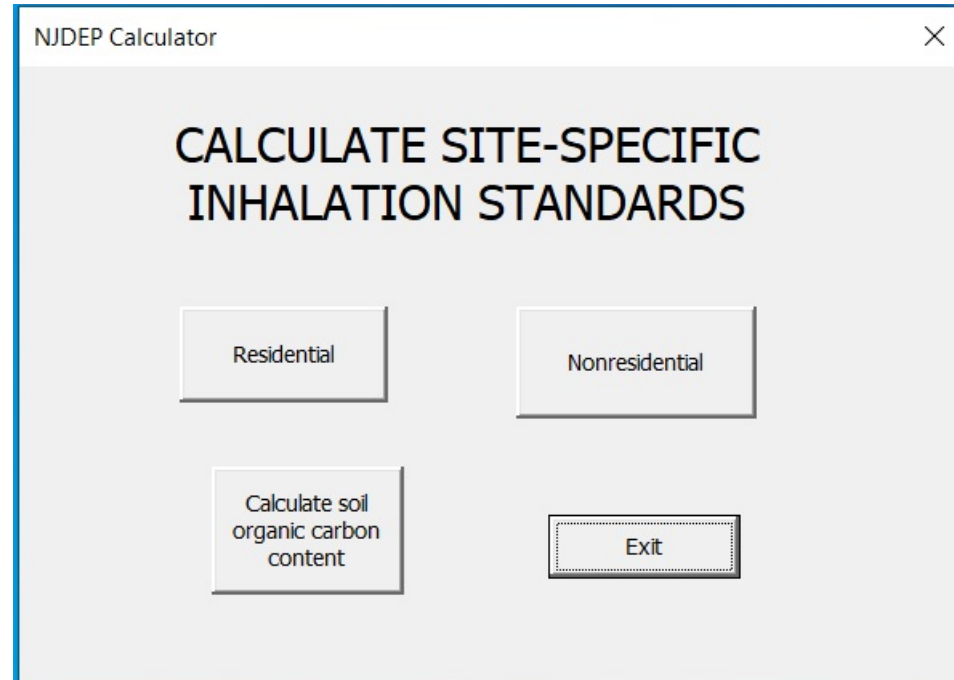 NJDEP Calculator
CALCULATE SITE-SPECIFIC
INHALATION STANDARDS
Residential
Nonresidential
Calculate soil
organic carbon
content
Exit